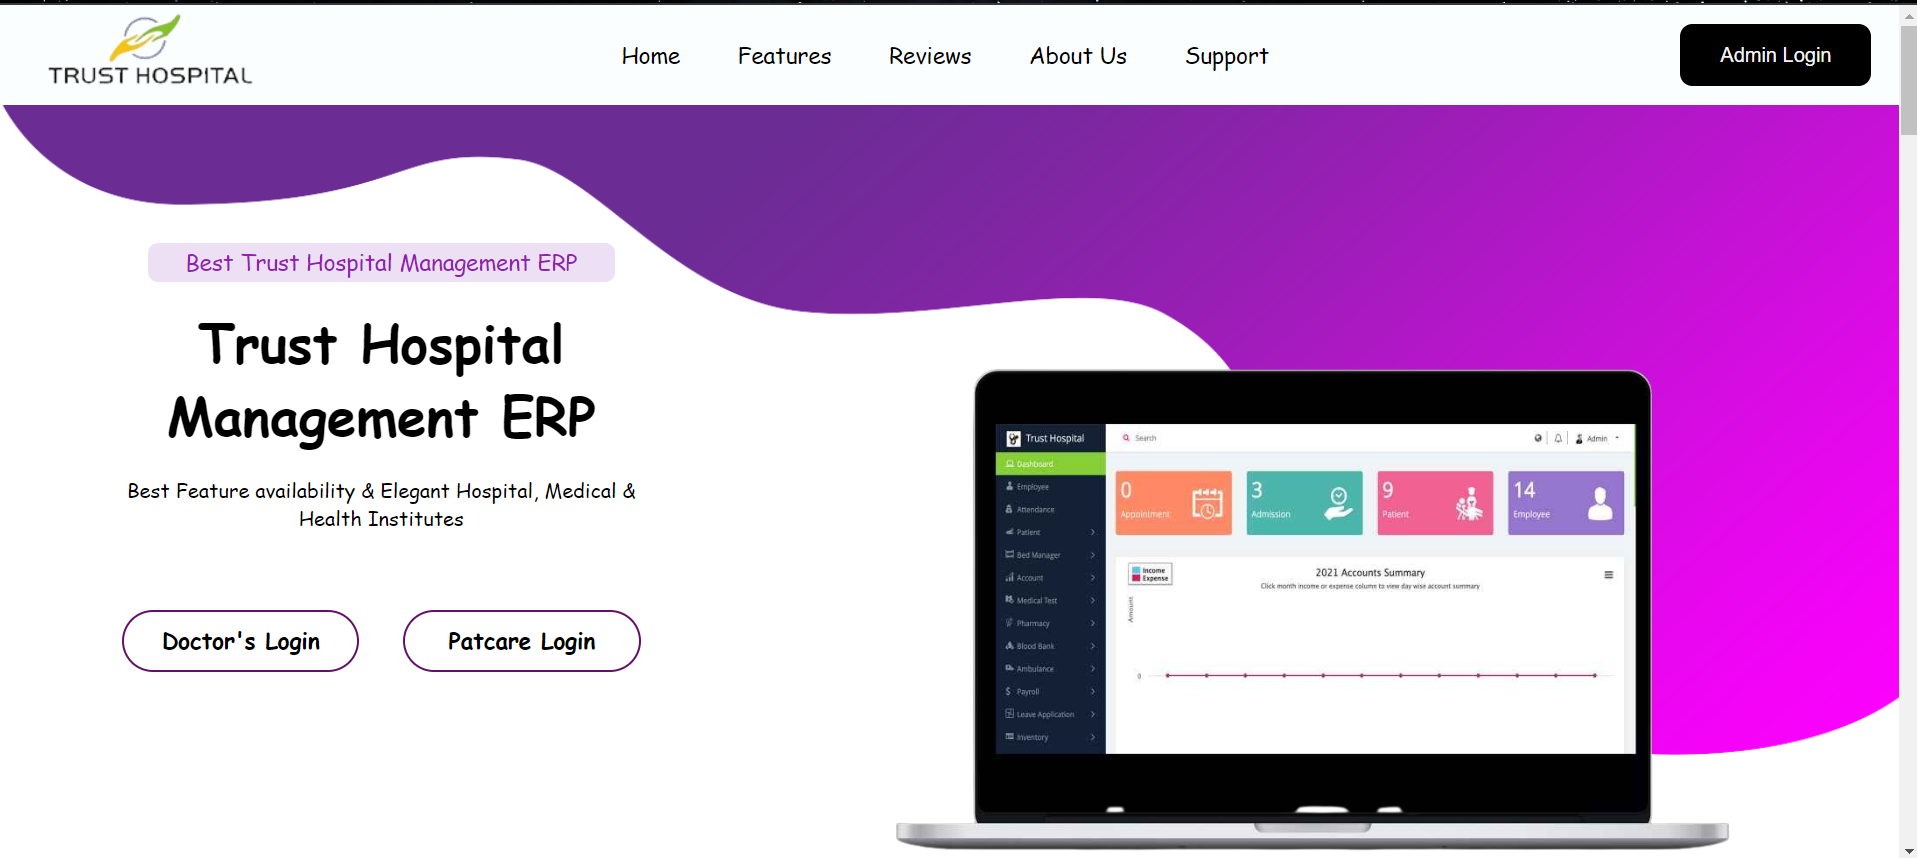 TRUST HOSPITAL
Home
Features
Reviews
About Us
Support
Admin Login
Best Trust Hospital Management ERP
Trust Hospital
Management ERP
Best Feature availability & Elegant Hospital, Medical &
Health Institutes
Doctor's Login
Patcare Login
Trust Hospital
Search
Admin
Dashboard
Employee
Attendance
Patient
Bed Manager
Account
Medical Test
Pharmacy
Blood Bank
Ambulance
Payroll
Leave Application
Inventory
0
Appointment
3
Admission
9
Patient
14
Employee
Income
Expense
2021 Accounts Summary
Click month income or expense column to view day wise account summary
Amounts
0